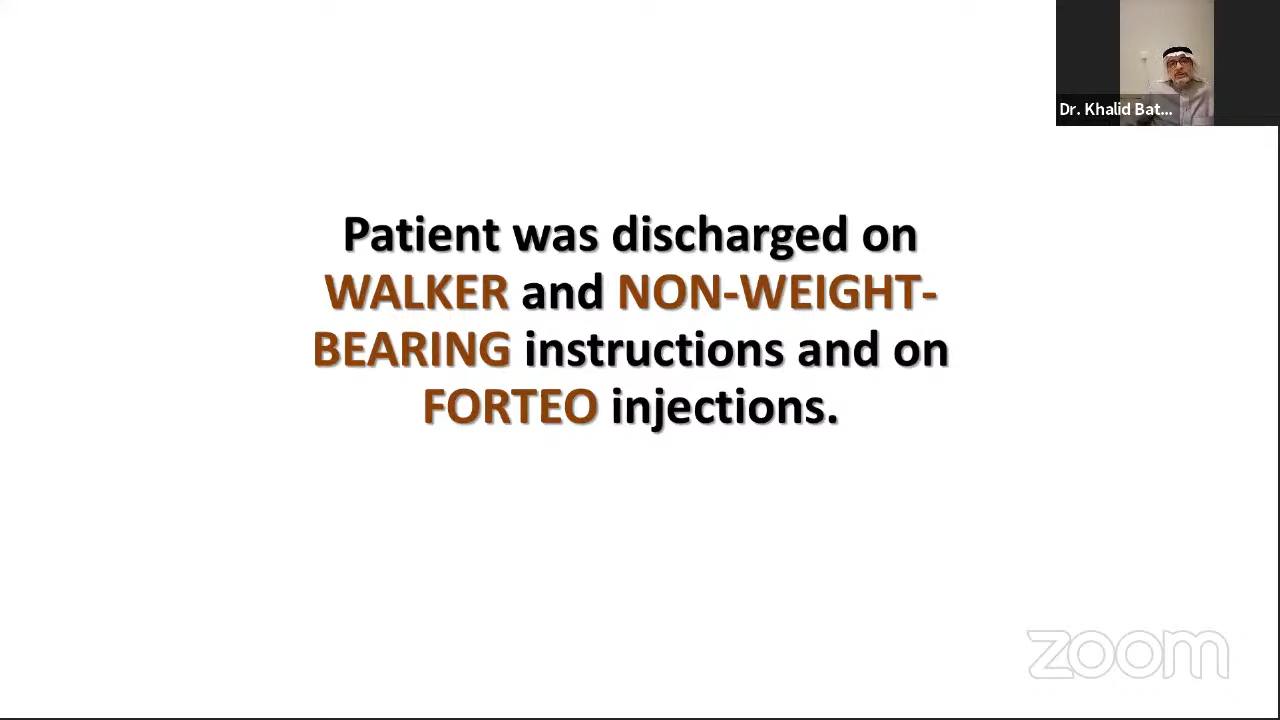 Dr. Khalid Bat...
Patient was discharged on
WALKER and NON-WEIGHT-
BEARING instructions and on
FORTEO injections.
zoom